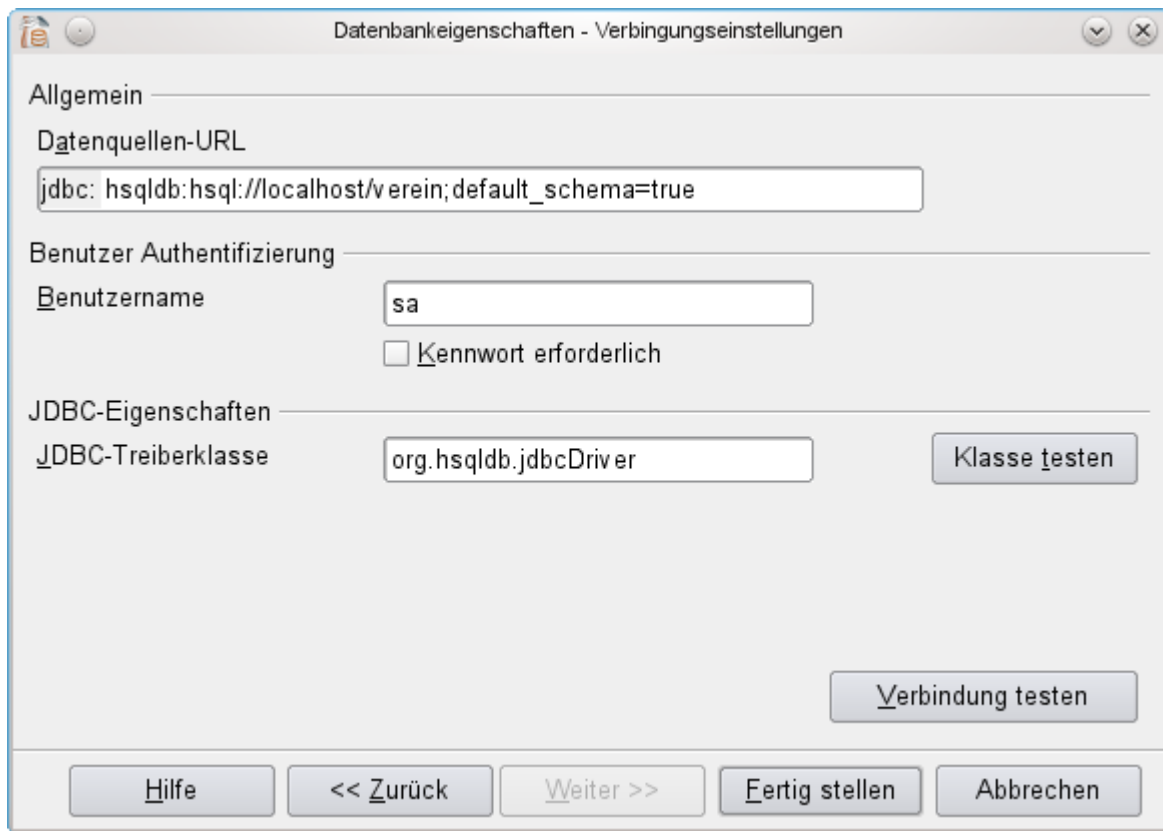 Datenbankeigenschaften - Verbingungseinstellungen
Allgemein
Datenquellen-URL
jdbc: hsqldb:hsql://localhost/verein;default_schema=true
Benutzer Authentifizierung
Benutzername
sa
Kennwort erforderlich
JDBC-Eigenschaften
JDBC-Treiberklasse
org.hsqldb.jdbcDriver
Klasse testen
Verbindung testen
Hilfe
<< Zurück
Weiter >>
Fertig stellen
Abbrechen